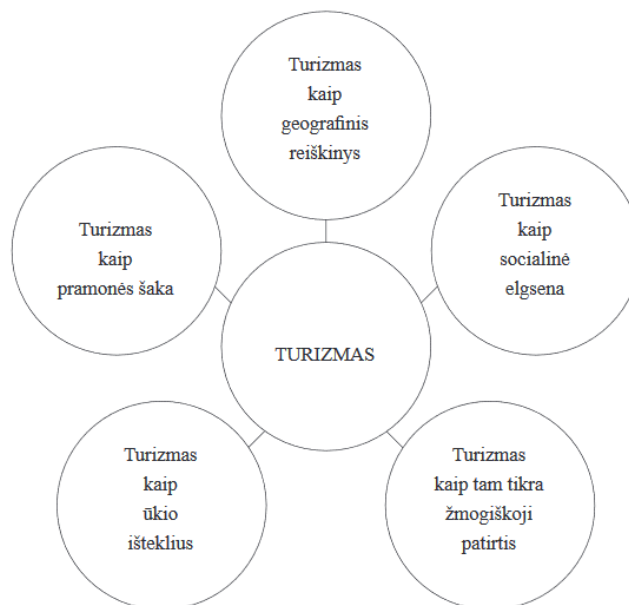 Turizmas
kaip
geografinis
reiškinys
Turizmas
kaip
socialinė
elgsena
Turizmas
kaip tam tikra
žmogiškoji
patirtis
Turizmas
kaip
ūkio
išteklius
Turizmas
kaip
pramonės šaka
TURIZMAS